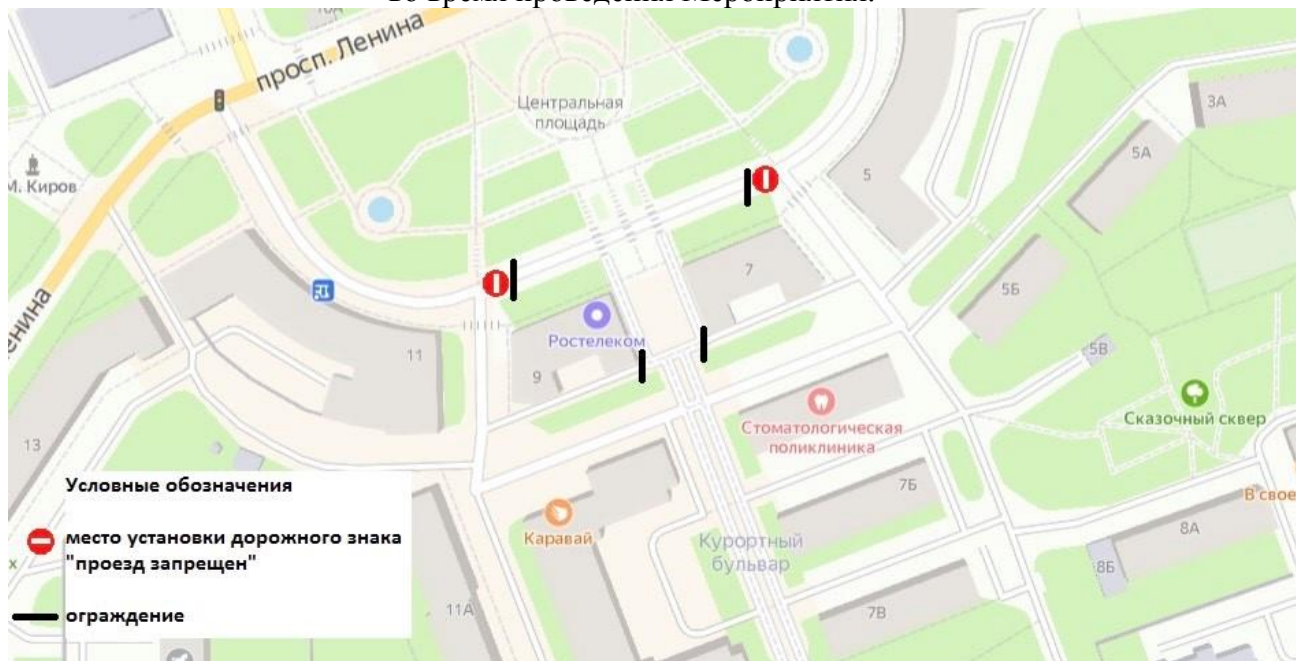 во время проведения Мероприятия.
10А
просп. Ленина
Центральная
площадь
3А
5А
М. Киров
5
7
5Б
Ленина
Ростелеком
11
5В
9
Стоматологическая
поликлиника
Сказочный сквер
13
Условные обозначения
7Б
В свое
место установки дорожного знака
"проезд запрещен"
Каравай
Курортный
бульвар
8А
х
8Б
ограждение
11А
7В